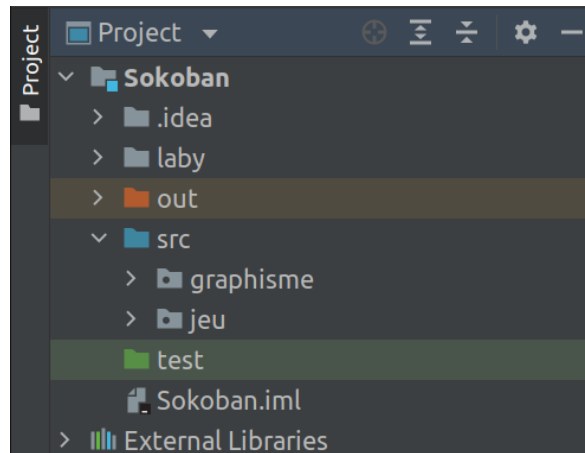 Project
Project
Sokoban
.idea
laby
out
src
graphisme
jeu
test
Sokoban.iml
External Libraries